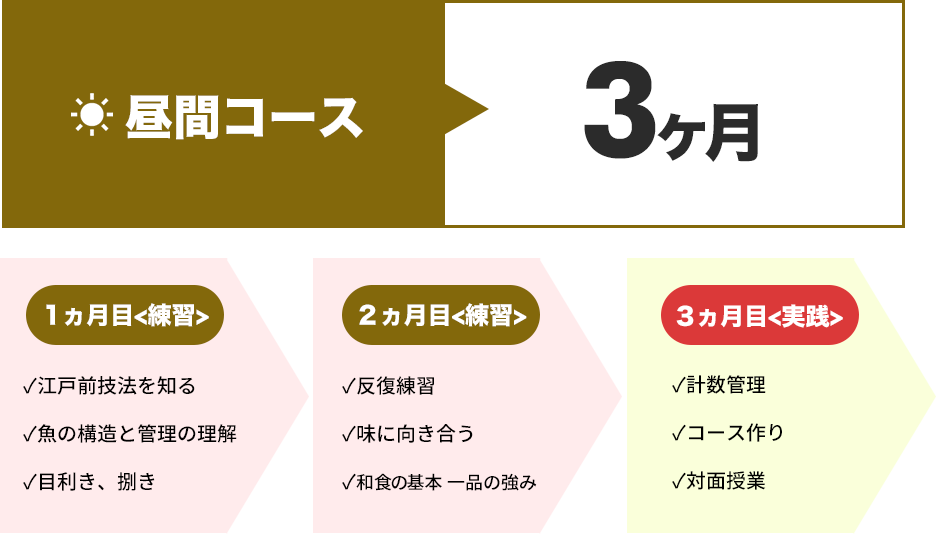 昼間コース
3ヶ月
1ヵ月目<練習>
✓江戸前技法を知る
✓魚の構造と管理の理解
✓目利き、捌き
2ヵ月目<練習>
✓反復練習
✓味に向き合う
✓和食の基本 一品の強み
3ヵ月目<実践>
✓計数管理
✓コース作り
✓対面授業